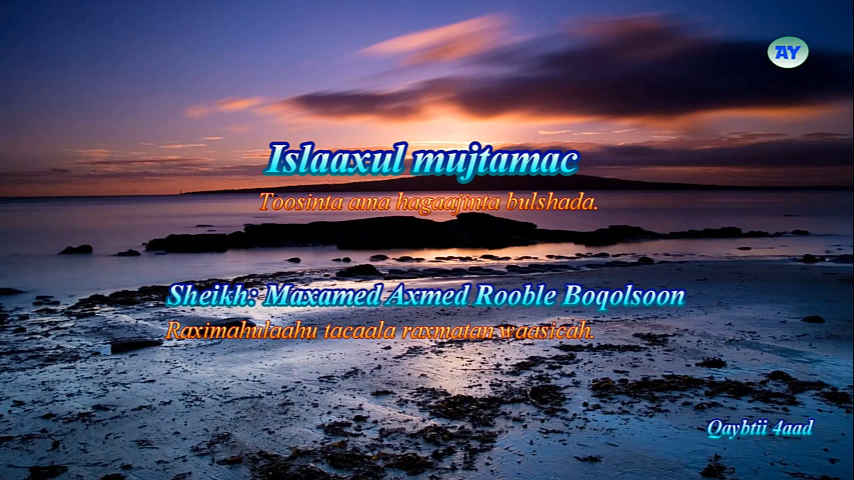 AY
Islaaxul mujtamac
Toosinta ama hagaajinta bulshada.
Sheikh: Maxamed Axmed Rooble Boqolsoon
Raximahulaahu tacaala raxmatan waasicah.
Qaybtii 4aad